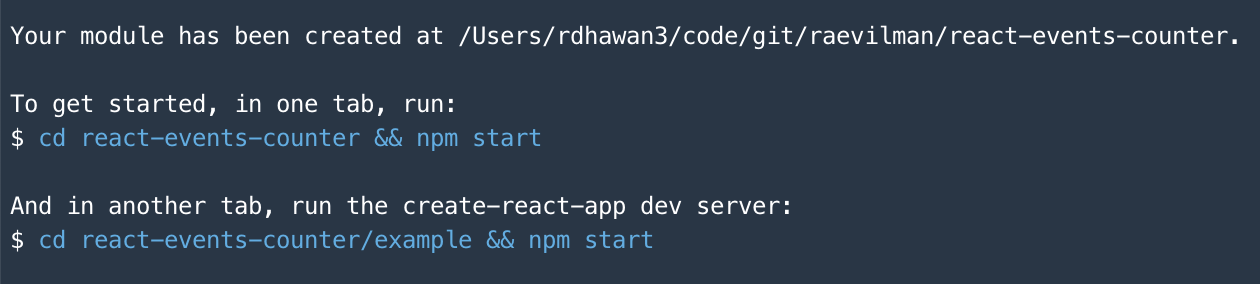 Your module has been created at /Users/rdhawan3/code/git/raevilman/react-events-counter.
To get started, in one tab, run:
$ cd react-events-counter && npm start
And in another tab, run the create-react-app dev server:
$ cd react-events-counter/example && npm start